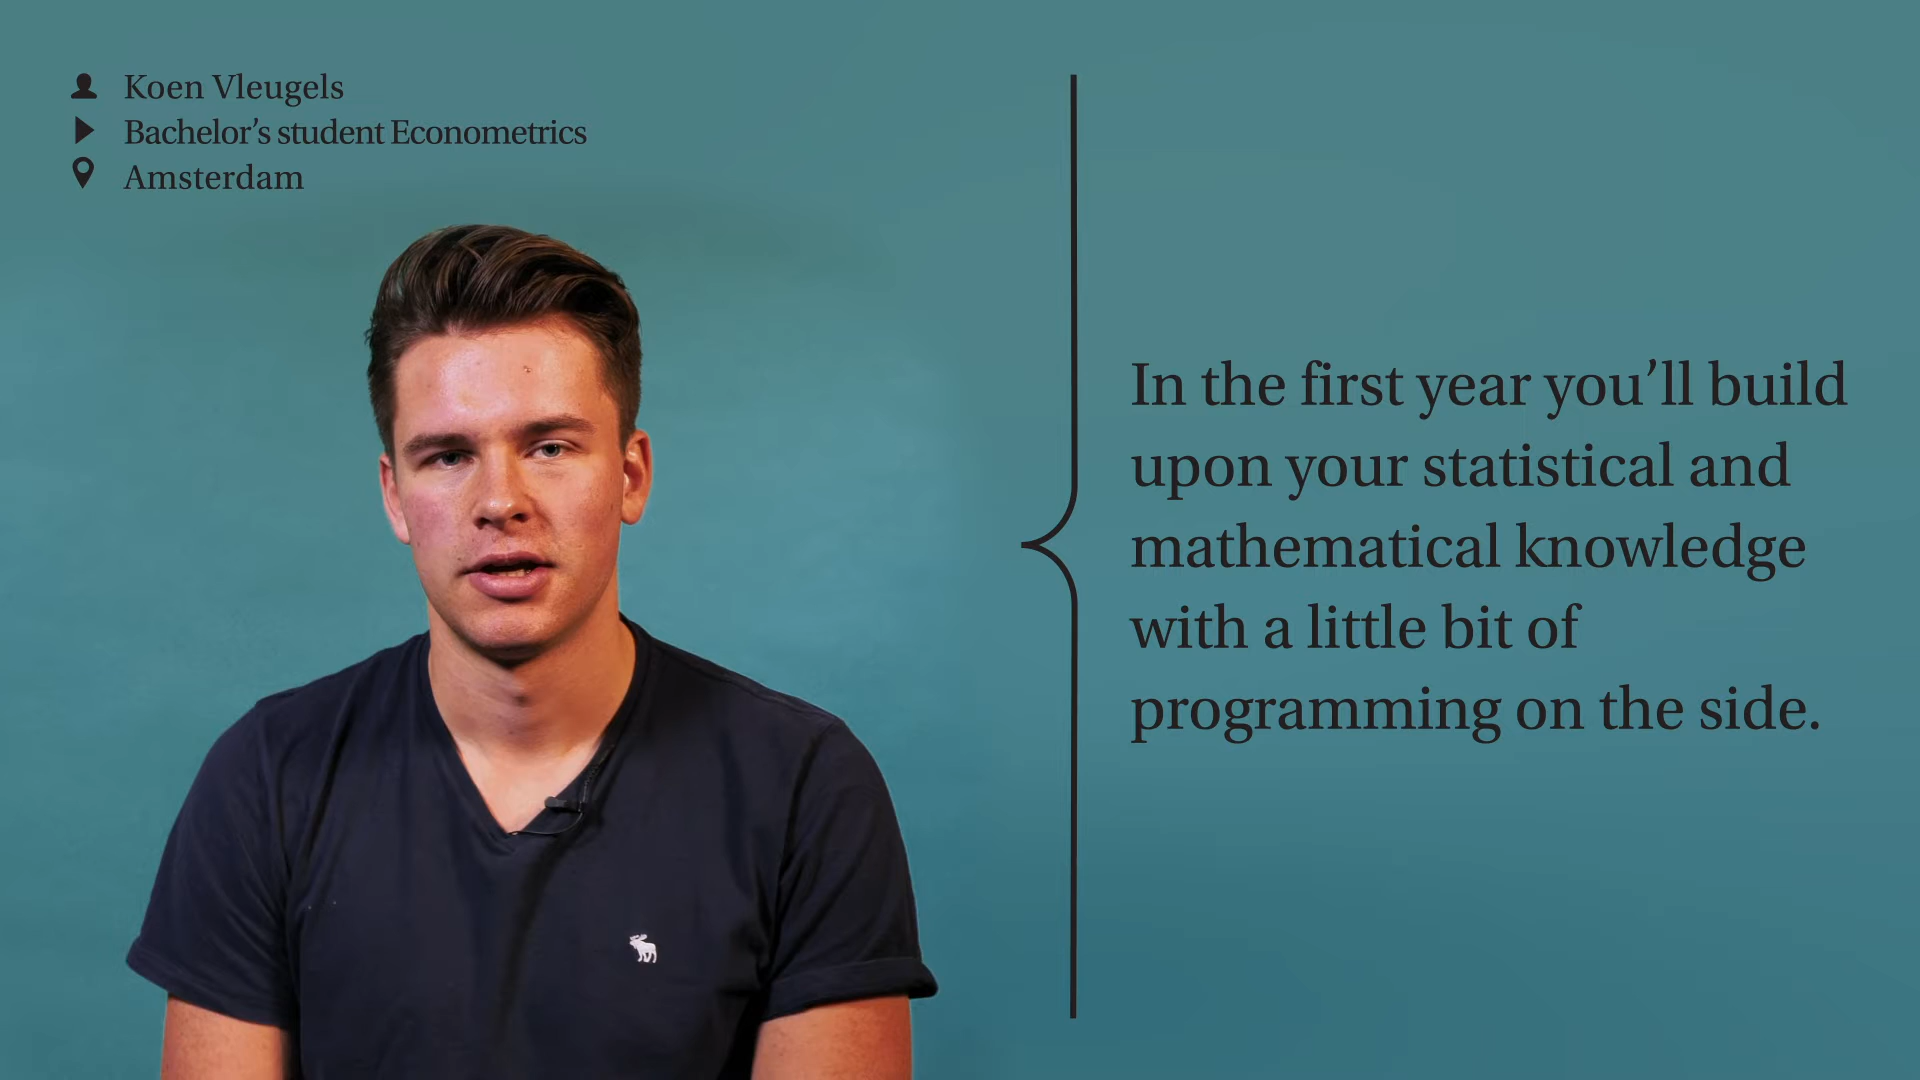 Koen Vleugels
Bachelor’s student Econometrics
Amsterdam
In the first year you’ll build
upon your statistical and
mathematical knowledge
with a little bit of
programming on the side.